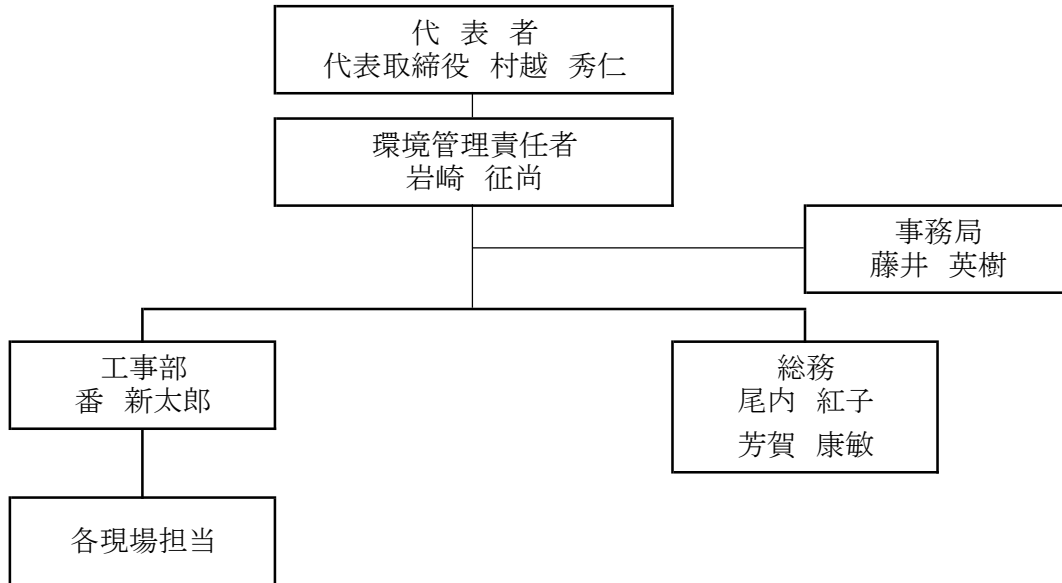 代 表 者
代表取締役 村越 秀仁
環境管理責任者
岩崎 征尚
事務局
藤井 英樹
工事部
番 新太郎
総務
尾内 紅子
芳賀 康敏
各現場担当